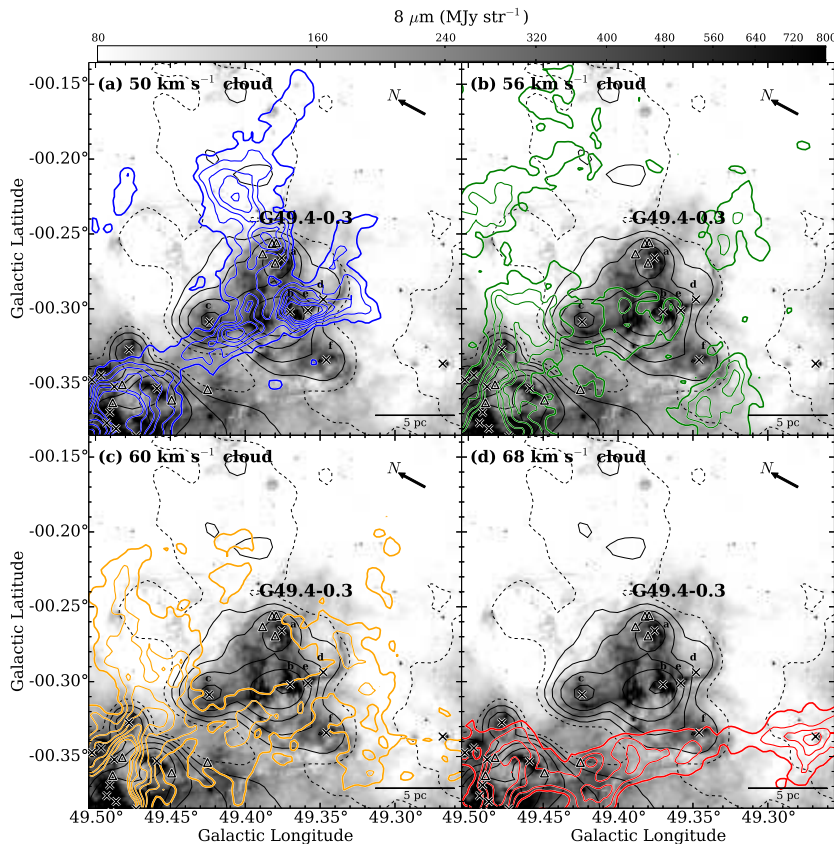 8 μm (MJy str⁻¹)
80 160 240 320 400 480 560 640 720 800
(a) 50 km s⁻¹ cloud
N
G49.4-0.3
a
b
c
d
e
f
5 pc
(b) 56 km s⁻¹ cloud
N
G49.4-0.3
a
b
c
d
e
f
5 pc
(c) 60 km s⁻¹ cloud
N
G49.4-0.3
a
b
c
d
e
f
5 pc
(d) 68 km s⁻¹ cloud
N
G49.4-0.3
a
b
c
d
e
f
5 pc
Galactic Latitude
-00.15°
-00.20°
-00.25°
-00.30°
-00.35°
Galactic Latitude
-00.15°
-00.20°
-00.25°
-00.30°
-00.35°
49.50° 49.45° 49.40° 49.35° 49.30°
49.45° 49.40° 49.35° 49.30°
Galactic Longitude
Galactic Longitude